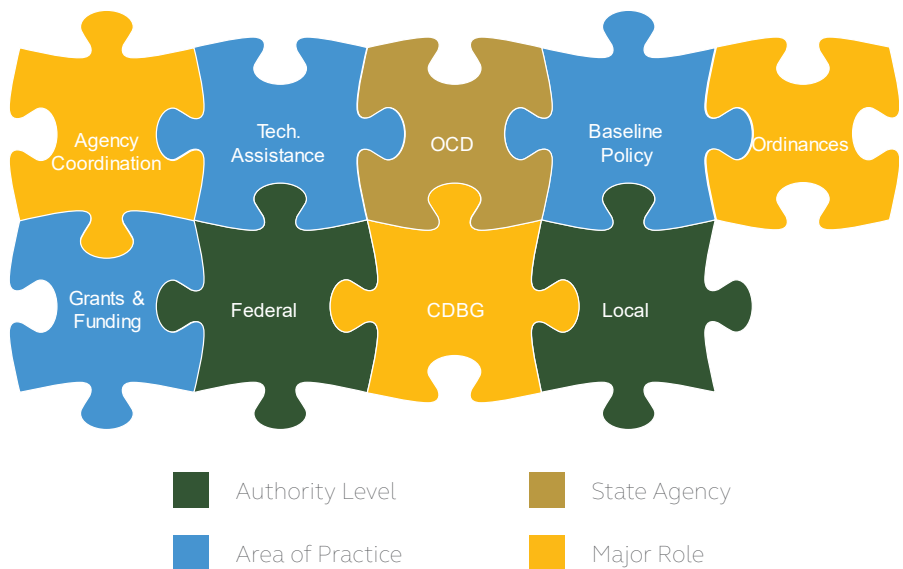 Agency
Coordination
Tech.
Assistance
OCD
Baseline
Policy
Ordinances
Grants &
Funding
Federal
CDBG
Local
Authority Level
State Agency
Area of Practice
Major Role